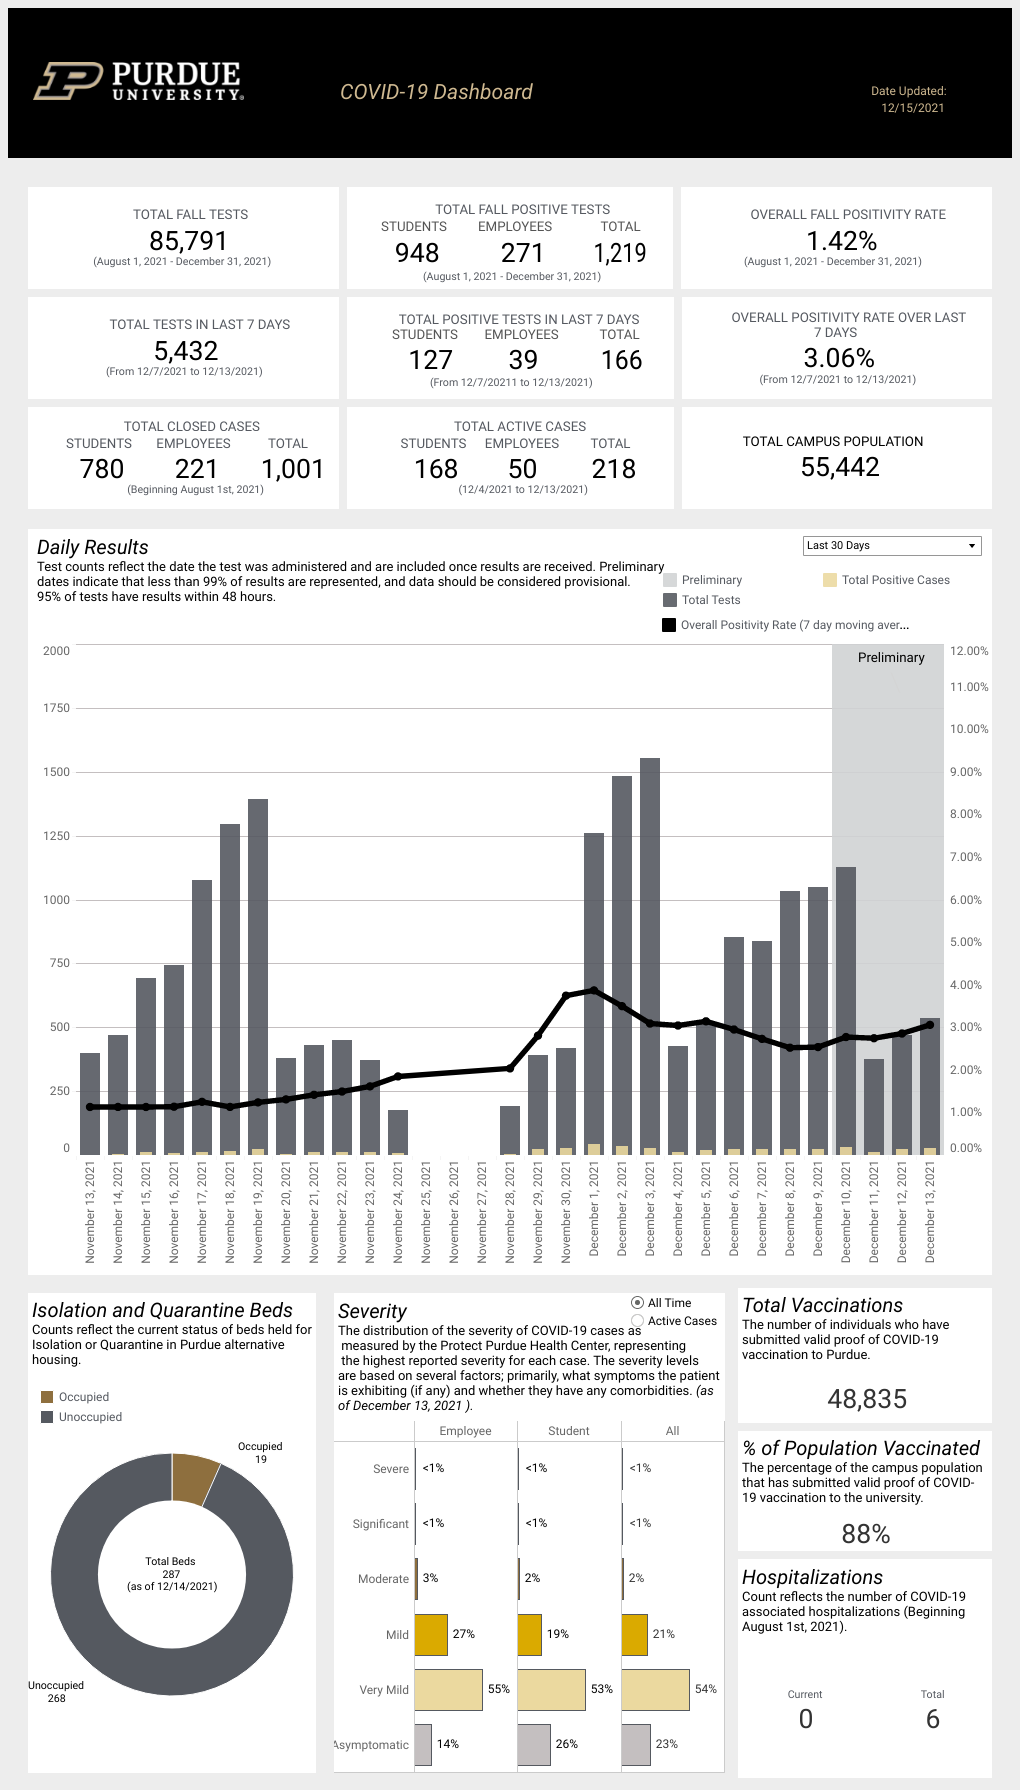 PURDUE
UNIVERSITY®
COVID-19 Dashboard
Date Updated:
12/15/2021
TOTAL FALL TESTS
85,791
(August 1, 2021 - December 31, 2021)
TOTAL FALL POSITIVE TESTS
STUDENTS EMPLOYEES TOTAL
948 271 1,219
(August 1, 2021 - December 31, 2021)
OVERALL FALL POSITIVITY RATE
1.42%
(August 1, 2021 - December 31, 2021)
TOTAL TESTS IN LAST 7 DAYS
5,432
(From 12/7/2021 to 12/13/2021)
TOTAL POSITIVE TESTS IN LAST 7 DAYS
STUDENTS EMPLOYEES TOTAL
127 39 166
(From 12/7/20211 to 12/13/2021)
OVERALL POSITIVITY RATE OVER LAST
7 DAYS
3.06%
(From 12/7/2021 to 12/13/2021)
TOTAL CLOSED CASES
STUDENTS EMPLOYEES TOTAL
780 221 1,001
(Beginning August 1st, 2021)
TOTAL ACTIVE CASES
STUDENTS EMPLOYEES TOTAL
168 50 218
(12/4/2021 to 12/13/2021)
TOTAL CAMPUS POPULATION
55,442
Daily Results
Test counts reflect the date the test was administered and are included once results are received. Preliminary
dates indicate that less than 99% of results are represented, and data should be considered provisional.
95% of tests have results within 48 hours.
Last 30 Days
Preliminary Total Positive Cases
Total Tests
Overall Positivity Rate (7 day moving aver...
Preliminary
2000
1750
1500
1250
1000
750
500
250
0
12.00%
11.00%
10.00%
9.00%
8.00%
7.00%
6.00%
5.00%
4.00%
3.00%
2.00%
1.00%
0.00%
November 13, 2021
November 14, 2021
November 15, 2021
November 16, 2021
November 17, 2021
November 18, 2021
November 19, 2021
November 20, 2021
November 21, 2021
November 22, 2021
November 23, 2021
November 24, 2021
November 25, 2021
November 26, 2021
November 27, 2021
November 28, 2021
November 29, 2021
November 30, 2021
December 1, 2021
December 2, 2021
December 3, 2021
December 4, 2021
December 5, 2021
December 6, 2021
December 7, 2021
December 8, 2021
December 9, 2021
December 10, 2021
December 11, 2021
December 12, 2021
December 13, 2021
Isolation and Quarantine Beds
Counts reflect the current status of beds held for
Isolation or Quarantine in Purdue alternative
housing.
Occupied
Unoccupied
Occupied
19
Total Beds
287
(as of 12/14/2021)
Unoccupied
268
Severity
All Time
Active Cases
The distribution of the severity of COVID-19 cases as
measured by the Protect Purdue Health Center, representing
the highest reported severity for each case. The severity levels
are based on several factors; primarily, what symptoms the patient
is exhibiting (if any) and whether they have any comorbidities. (as
of December 13, 2021 ).
Employee Student All
Severe <1% <1% <1%
Significant <1% <1% <1%
Moderate 3% 2% 2%
Mild 27% 19% 21%
Very Mild 55% 53% 54%
Asymptomatic 14% 26% 23%
Total Vaccinations
The number of individuals who have
submitted valid proof of COVID-19
vaccination to Purdue.
48,835
% of Population Vaccinated
The percentage of the campus population
that has submitted valid proof of COVID-
19 vaccination to the university.
88%
Hospitalizations
Count reflects the number of COVID-19
associated hospitalizations (Beginning
August 1st, 2021).
Current Total
0 6